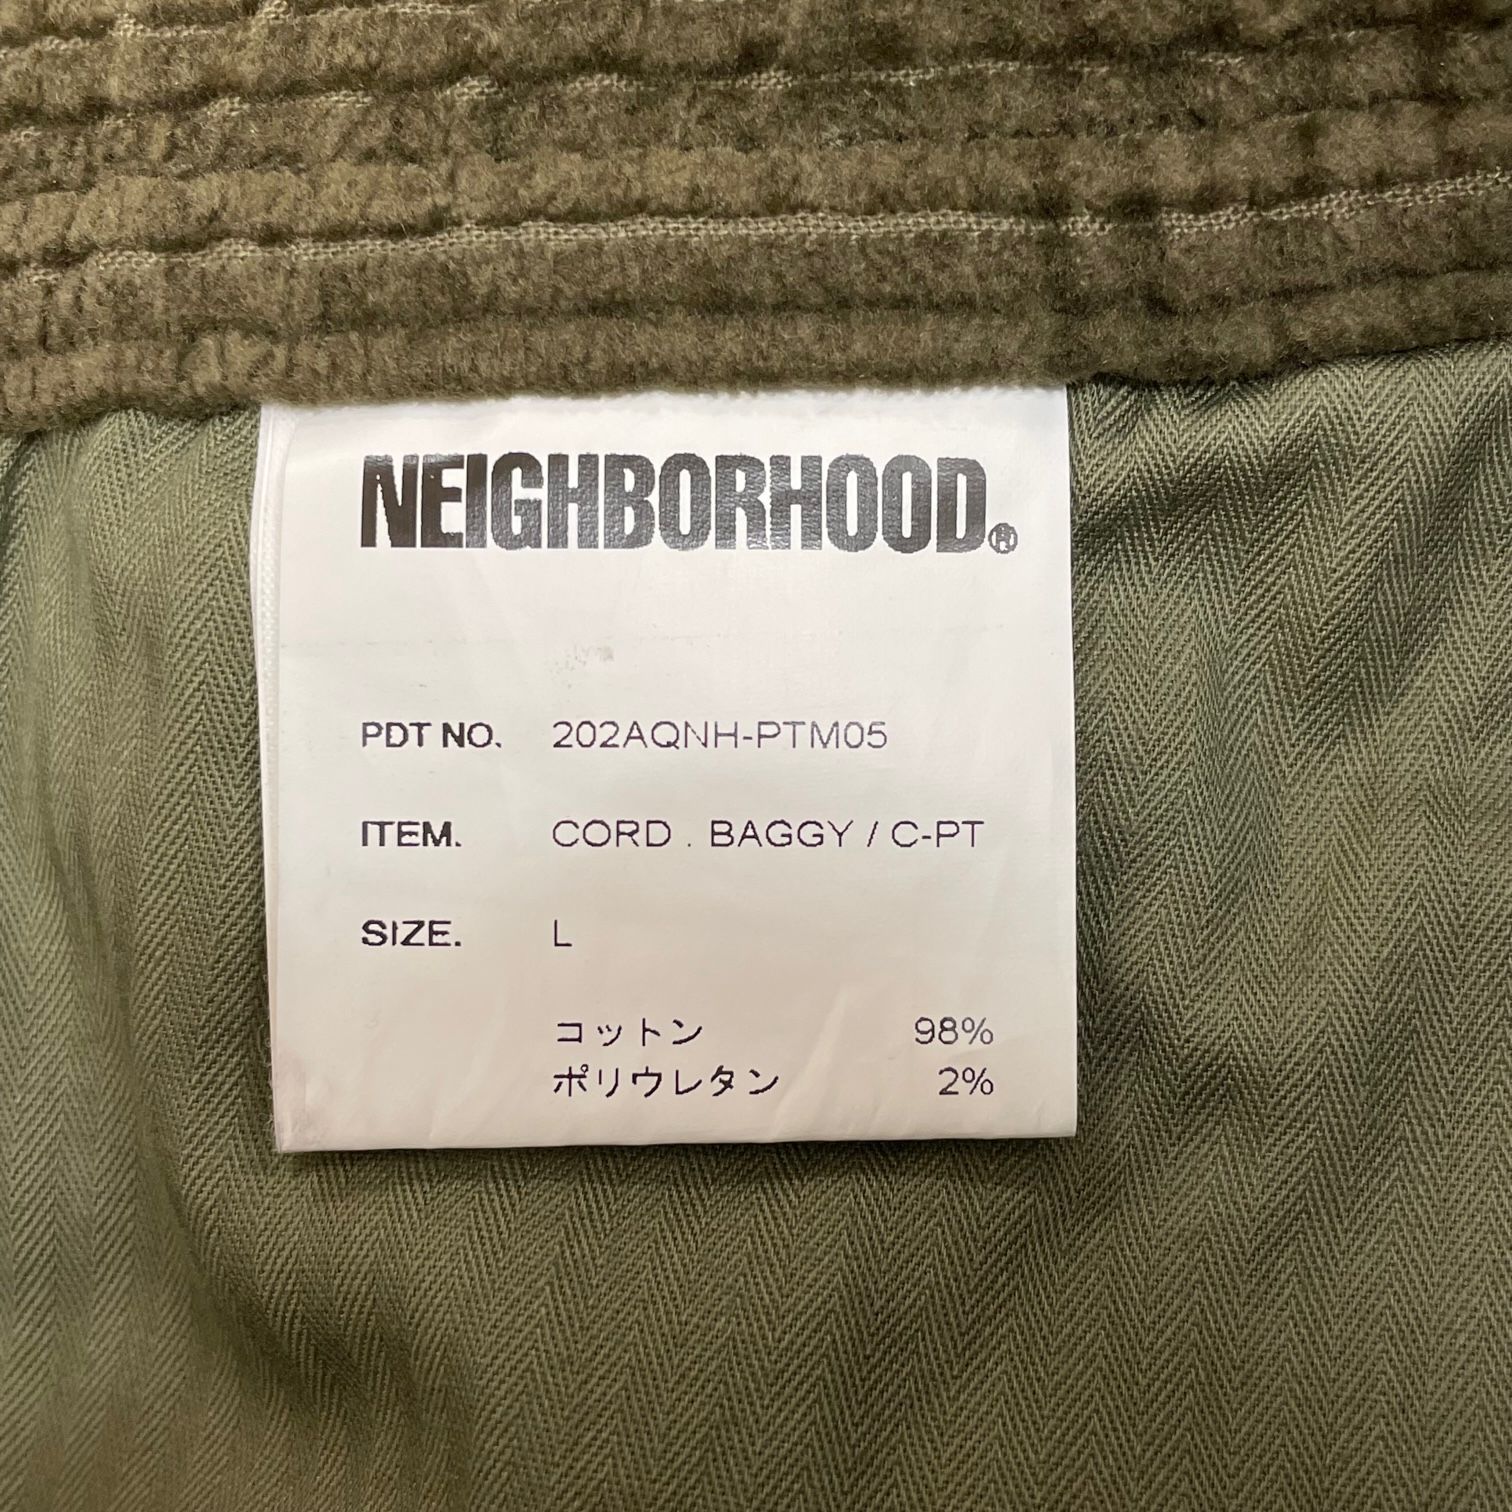 NEIGHBORHOOD®
PDT NO. 202AQNH-PTM05
ITEM. CORD . BAGGY / C-PT
SIZE. L
コットン 98%
ポリウレタン 2%